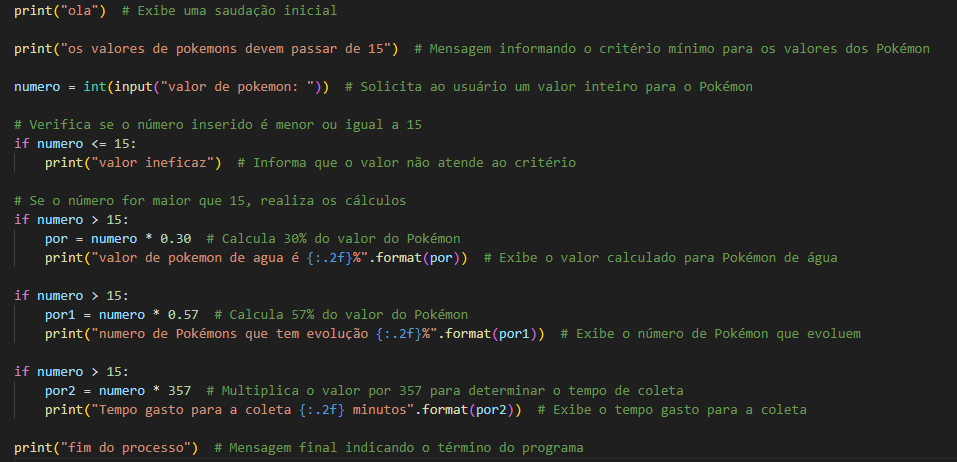 print("ola")  # Exibe uma saudação inicial
print("os valores de pokemons devem passar de 15")  # Mensagem informando o critério mínimo para os valores dos Pokémon
numero = int(input("valor de pokemon: "))  # Solicita ao usuário um valor inteiro para o Pokémon
# Verifica se o número inserido é menor ou igual a 15
if numero <= 15:
    print("valor ineficaz")  # Informa que o valor não atende ao critério
# Se o número for maior que 15, realiza os cálculos
if numero > 15:
    por = numero * 0.30  # Calcula 30% do valor do Pokémon
    print("valor de pokemon de agua é {:.2f}%".format(por))  # Exibe o valor calculado para Pokémon de água
if numero > 15:
    por1 = numero * 0.57  # Calcula 57% do valor do Pokémon
    print("numero de Pokémons que tem evolução {:.2f}%".format(por1))  # Exibe o número de Pokémon que evoluem
if numero > 15:
    por2 = numero * 357  # Multiplica o valor por 357 para determinar o tempo de coleta
    print("Tempo gasto para a coleta {:.2f} minutos".format(por2))  # Exibe o tempo gasto para a coleta
print("fim do processo")  # Mensagem final indicando o término do programa